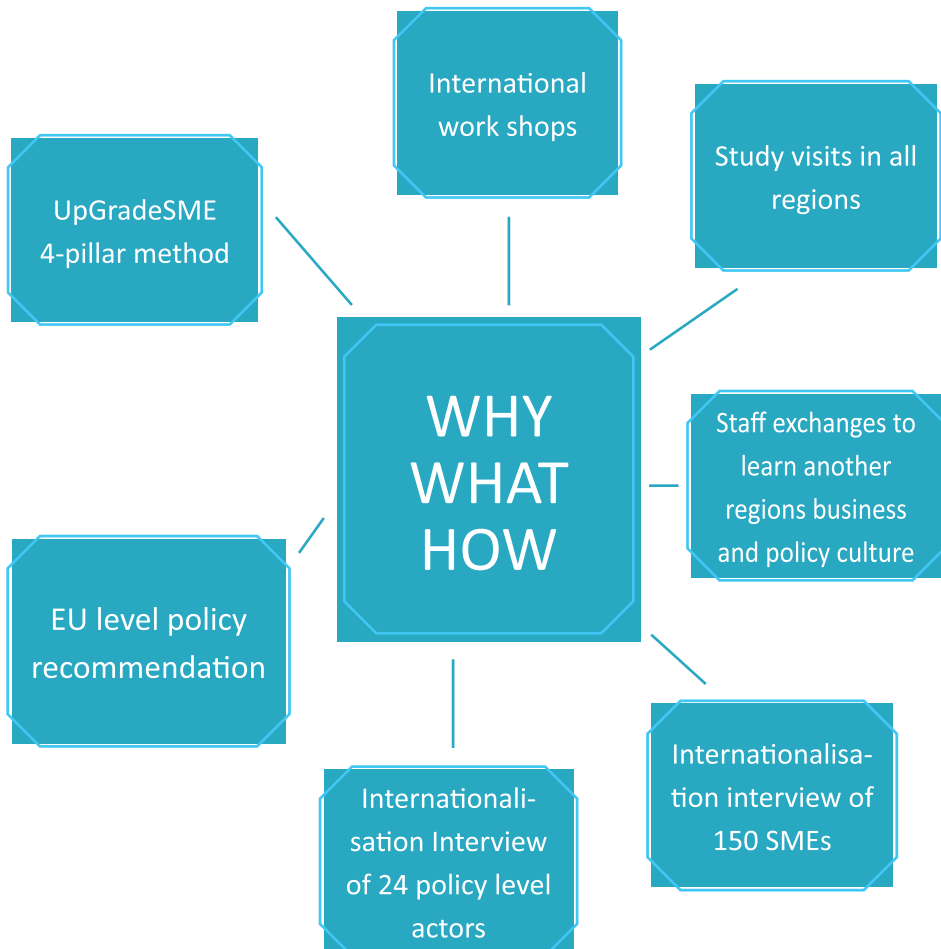 International
work shops
Study visits in all
regions
UpGradeSME
4-pillar method
WHY
WHAT
HOW
Staff exchanges to
learn another
regions business
and policy culture
EU level policy
recommendation
Internationalisa-
tion interview of
150 SMEs
Internationali-
sation Interview
of 24 policy level
actors